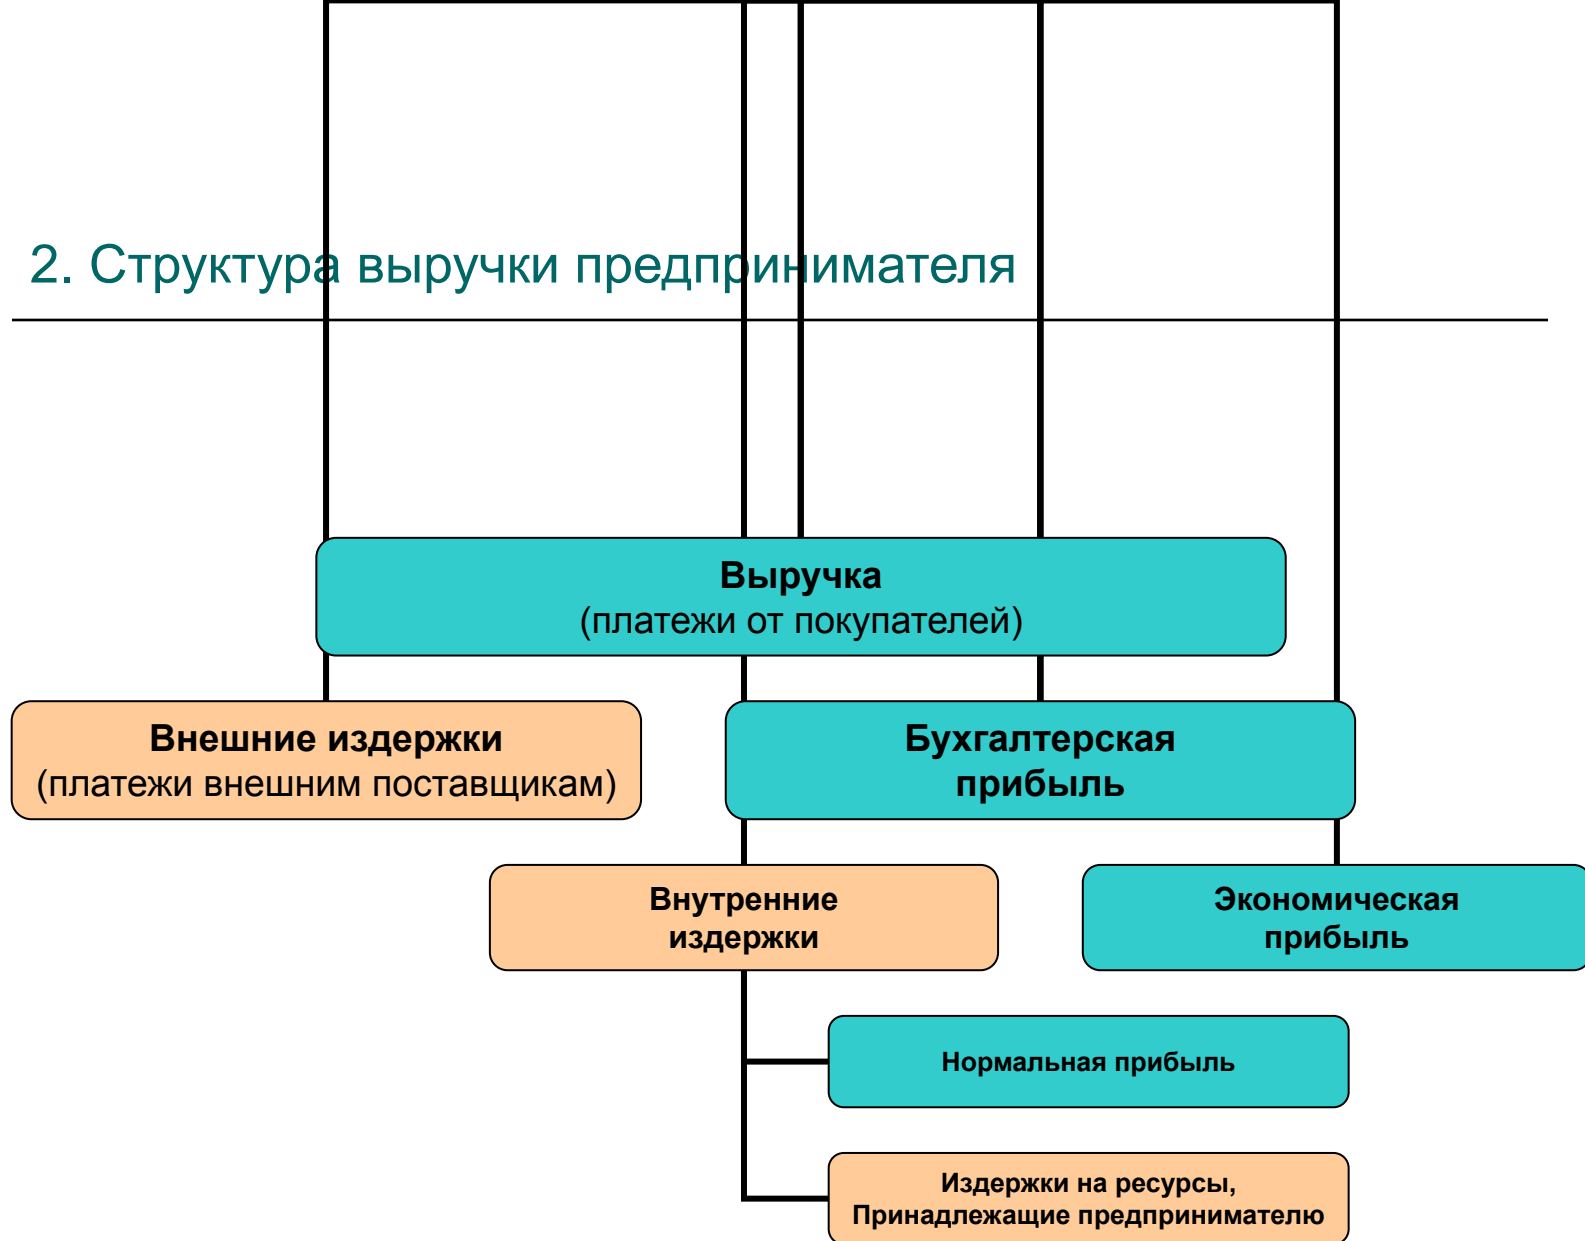 2. Структура выручки предпринимателя
Выручка
(платежи от покупателей)
Внешние издержки
(платежи внешним поставщикам)
Бухгалтерская
прибыль
Внутренние
издержки
Экономическая
прибыль
Нормальная прибыль
Издержки на ресурсы,
Принадлежащие предпринимателю